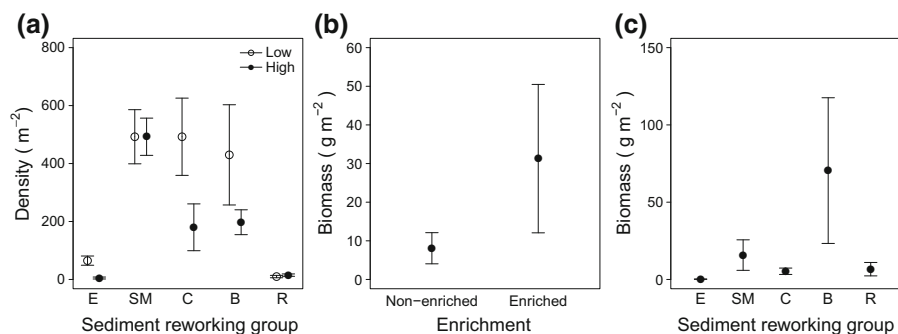 (a)
Density ( m⁻²)
800
600
400
200
0
Low
High
E SM C B R
Sediment reworking group
(b)
Biomass ( g m⁻²)
60
50
40
30
20
10
0
Non-enriched Enriched
Enrichment
(c)
Biomass ( g m⁻²)
150
100
50
0
E SM C B R
Sediment reworking group